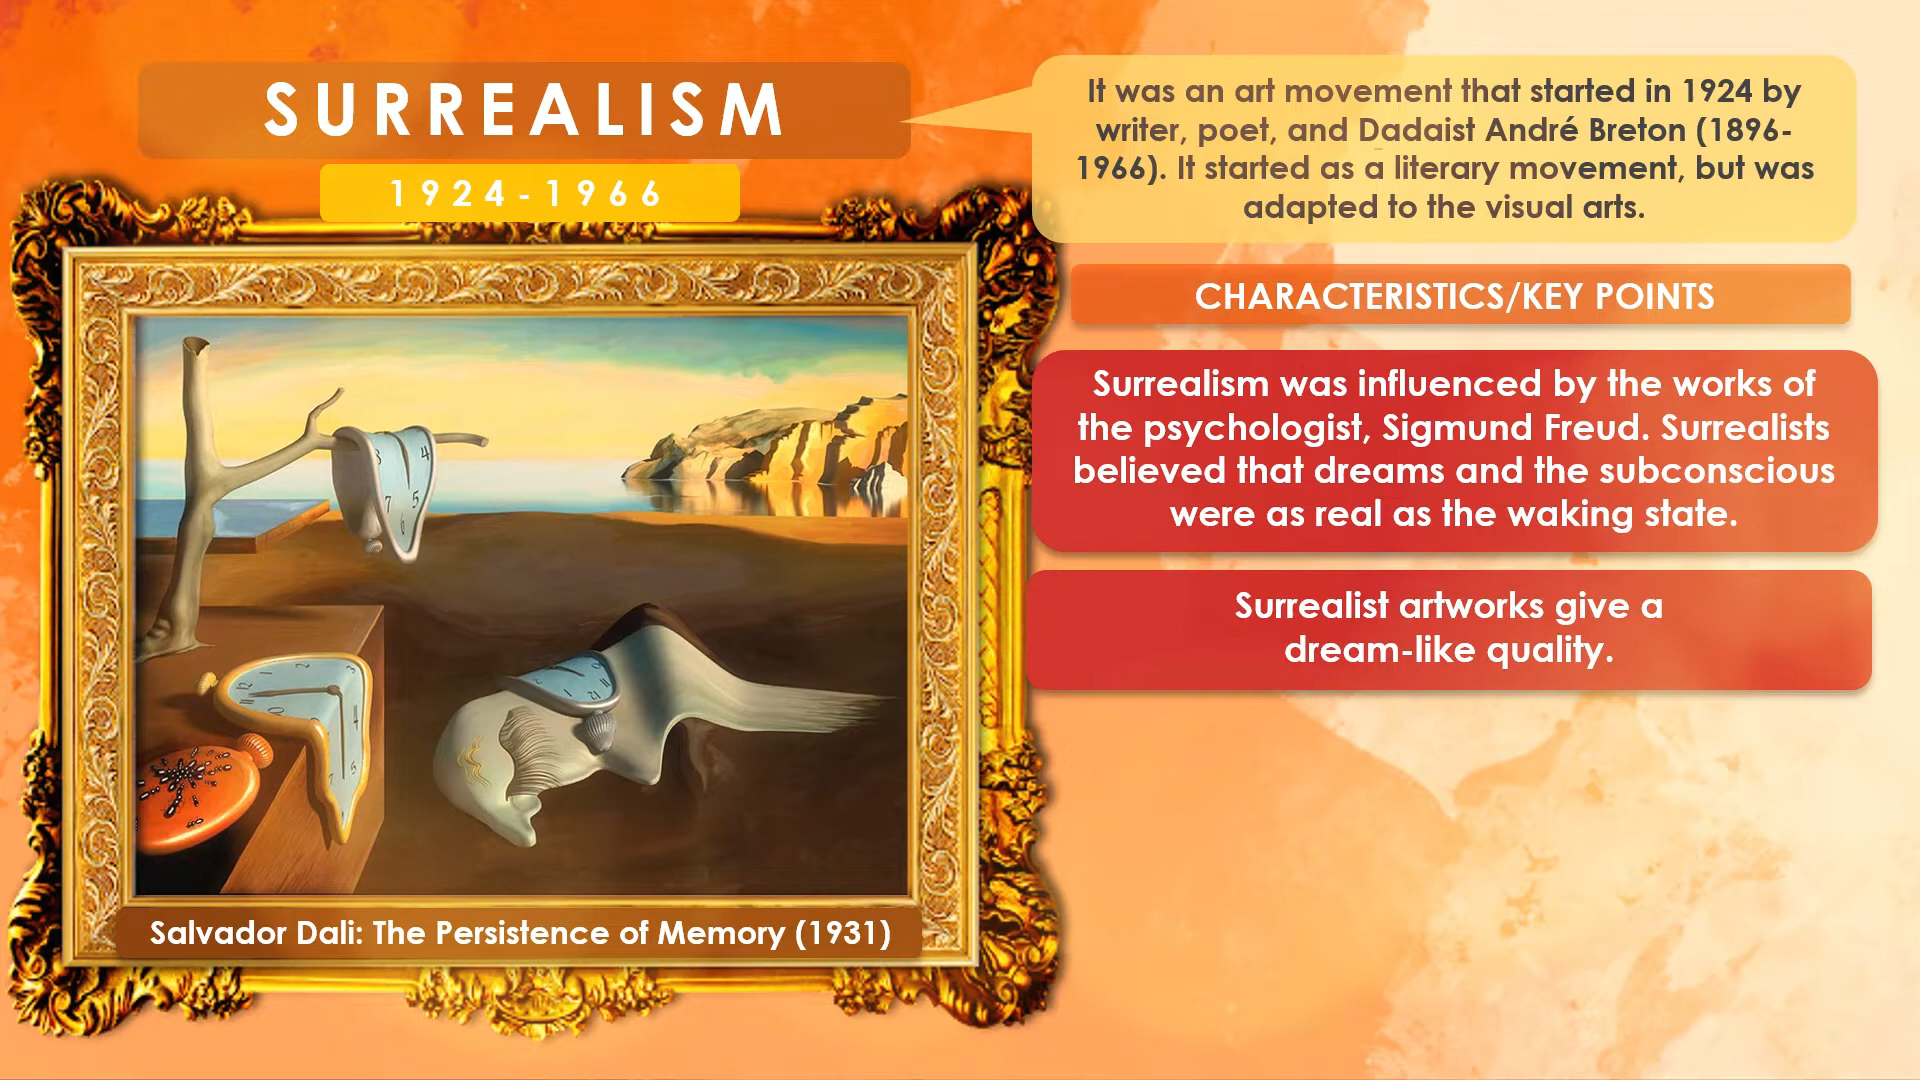 SURREALISM
1924-1966
It was an art movement that started in 1924 by
writer, poet, and Dadaist André Breton (1896-
1966). It started as a literary movement, but was
adapted to the visual arts.
CHARACTERISTICS/KEY POINTS
Surrealism was influenced by the works of
the psychologist, Sigmund Freud. Surrealists
believed that dreams and the subconscious
were as real as the waking state.
Surrealist artworks give a
dream-like quality.
Salvador Dali: The Persistence of Memory (1931)